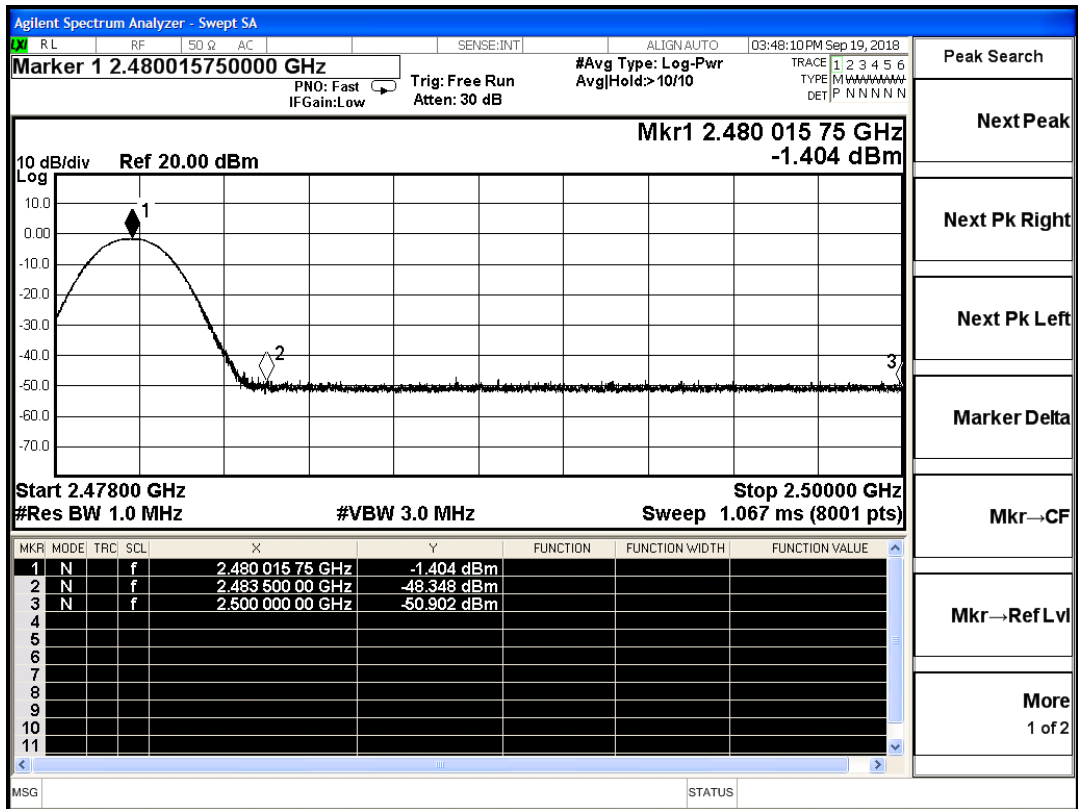 Agilent Spectrum Analyzer - Swept SA
LXI RL RF 50 Ω AC SENSE:INT ALIGN AUTO 03:48:10 PM Sep 19, 2018
Marker 1 2.480015750000 GHz
PNO: Fast
IFGain:Low
Trig: Free Run
Atten: 30 dB
#Avg Type: Log-Pwr
Avg|Hold:>10/10
TRACE 1 2 3 4 5 6
TYPE M WWWWW
DET P N N N N N
Mkr1 2.480 015 75 GHz
-1.404 dBm
10 dB/div Ref 20.00 dBm
Log
10.0
0.00
-10.0
-20.0
-30.0
-40.0
-50.0
-60.0
-70.0
1
2
3
Start 2.47800 GHz Stop 2.50000 GHz
#Res BW 1.0 MHz #VBW 3.0 MHz Sweep 1.067 ms (8001 pts)
MKR MODE TRC SCL X Y FUNCTION FUNCTION WIDTH FUNCTION VALUE
1 N f 2.480 015 75 GHz -1.404 dBm
2 N f 2.483 500 00 GHz -48.348 dBm
3 N f 2.500 000 00 GHz -50.902 dBm
4
5
6
7
8
9
10
11
MSG STATUS
Peak Search
Next Peak
Next Pk Right
Next Pk Left
Marker Delta
Mkr→CF
Mkr→Ref Lvl
More
1 of 2